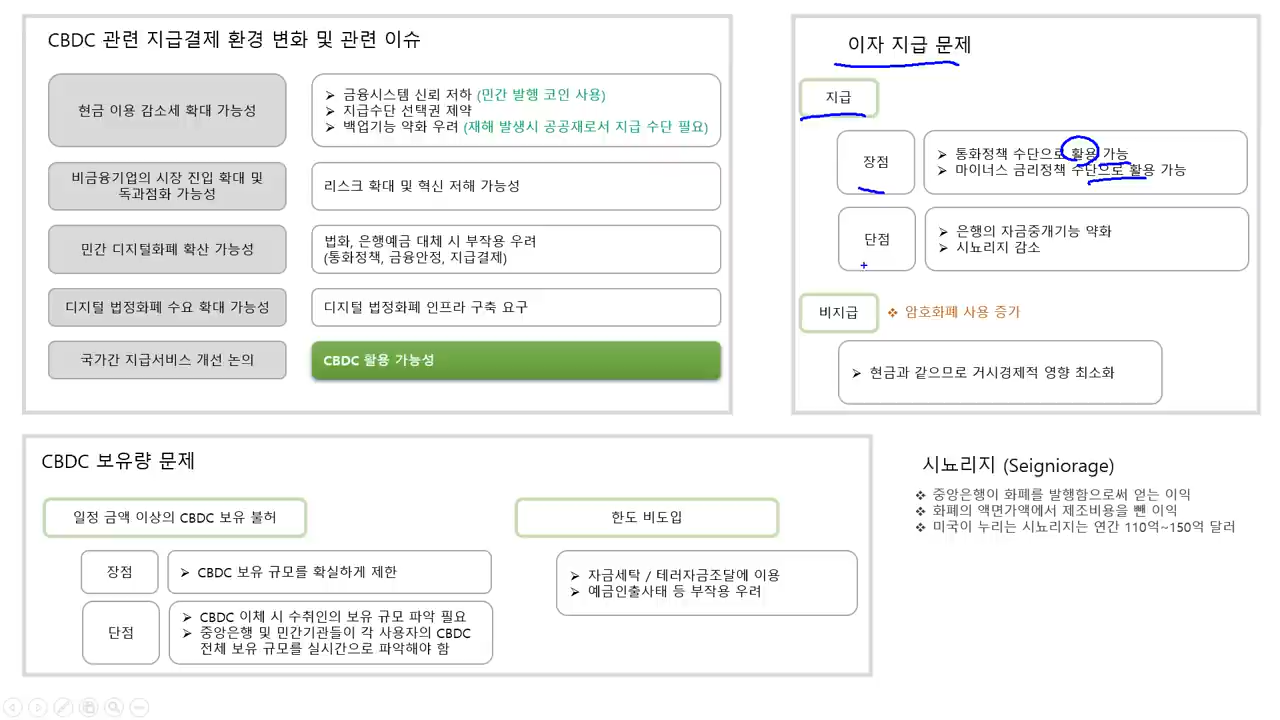 CBDC 관련 지급결제 환경 변화 및 관련 이슈
현금 이용 감소세 확대 가능성
➢ 금융시스템 신뢰 저하 (민간 발행 코인 사용)
➢ 지급수단 선택권 제약
➢ 백업기능 약화 우려 (재해 발생시 공공재로서 지급 수단 필요)
비금융기업의 시장 진입 확대 및
독과점화 가능성
리스크 확대 및 혁신 저해 가능성
민간 디지털화폐 확산 가능성
법화, 은행예금 대체 시 부작용 우려
(통화정책, 금융안정, 지급결제)
디지털 법정화폐 수요 확대 가능성
디지털 법정화폐 인프라 구축 요구
국가간 지급서비스 개선 논의
CBDC 활용 가능성
이자 지급 문제
지급
장점
➢ 통화정책 수단으로 활용 가능
➢ 마이너스 금리정책 수단으로 활용 가능
단점
➢ 은행의 자금중개기능 약화
➢ 시뇨리지 감소
비지급
❖ 암호화폐 사용 증가
➢ 현금과 같으므로 거시경제적 영향 최소화
CBDC 보유량 문제
일정 금액 이상의 CBDC 보유 불허
장점
➢ CBDC 보유 규모를 확실하게 제한
단점
➢ CBDC 이체 시 수취인의 보유 규모 파악 필요
➢ 중앙은행 및 민간기관들이 각 사용자의 CBDC
전체 보유 규모를 실시간으로 파악해야 함
한도 비도입
➢ 자금세탁 / 테러자금조달에 이용
➢ 예금인출사태 등 부작용 우려
시뇨리지 (Seigniorage)
❖ 중앙은행이 화폐를 발행함으로써 얻는 이익
❖ 화폐의 액면가액에서 제조비용을 뺀 이익
❖ 미국이 누리는 시뇨리지는 연간 110억~150억 달러